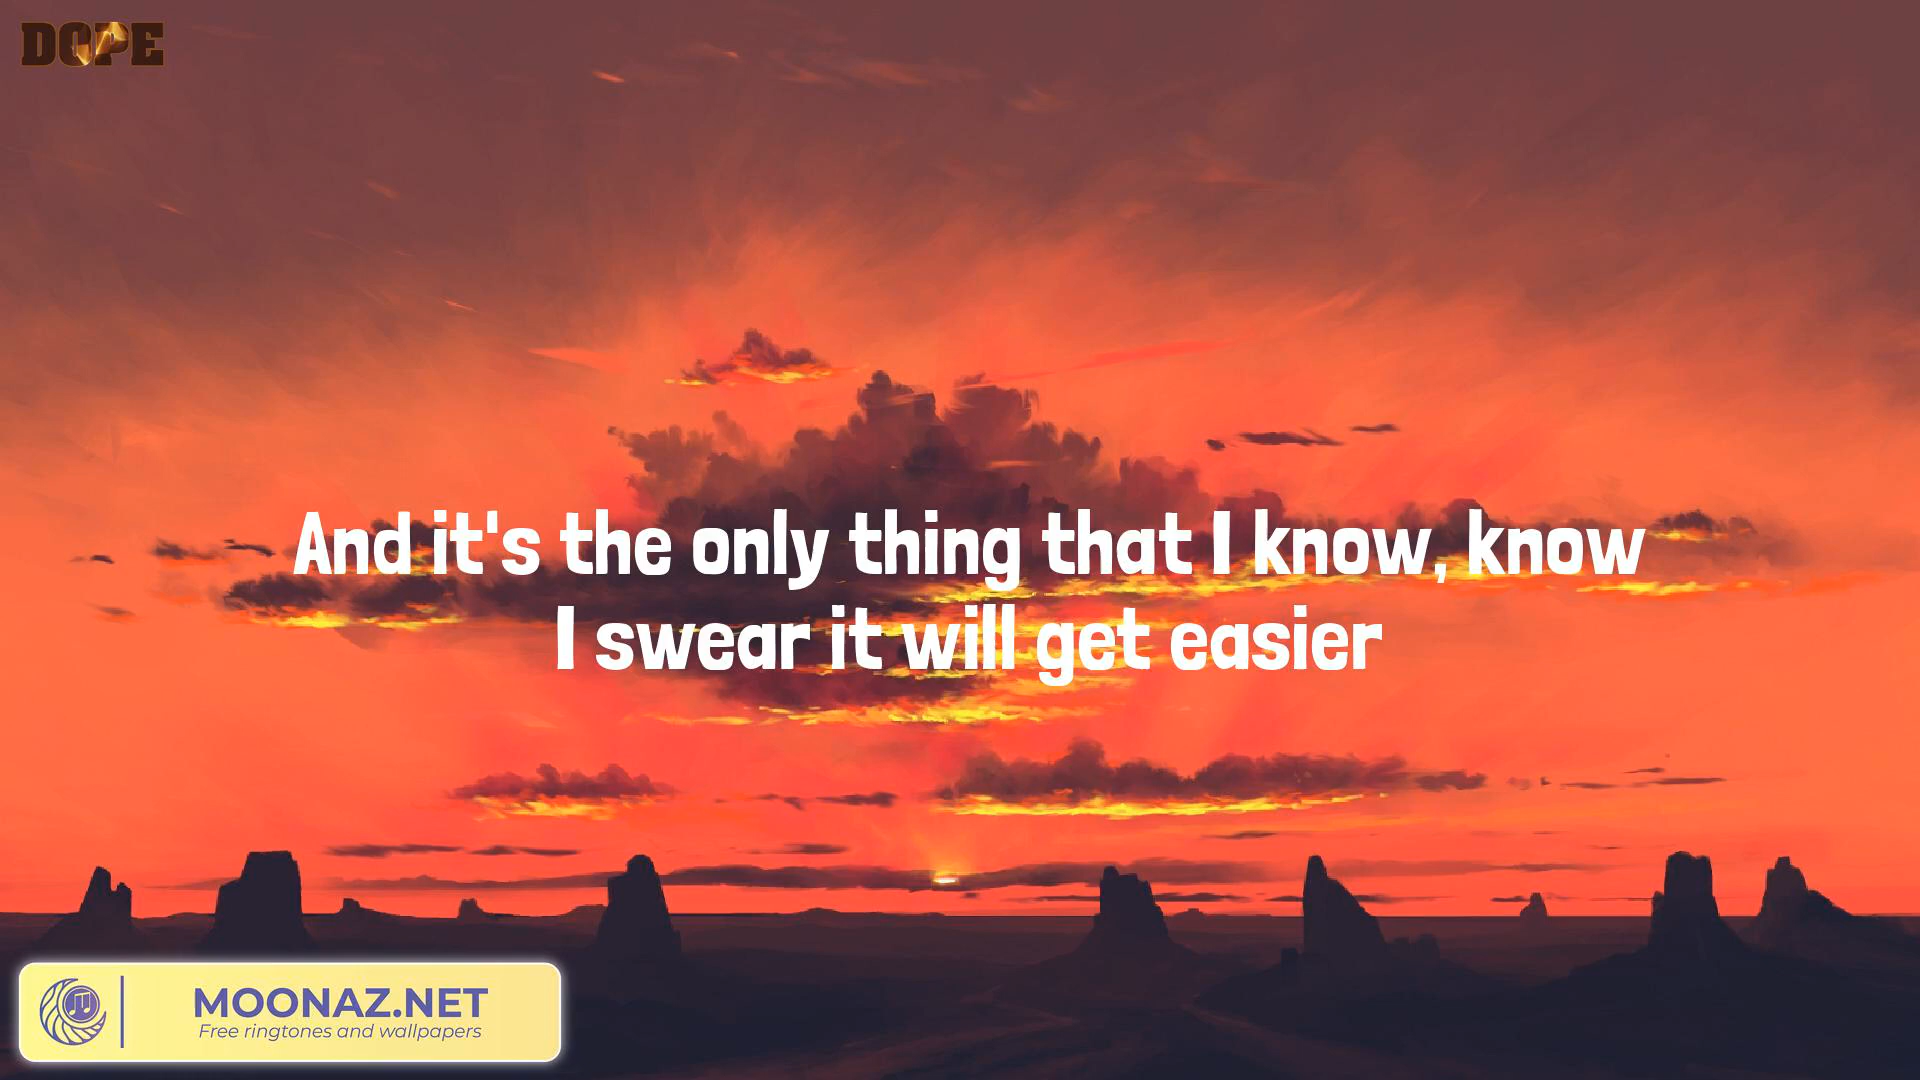 DOPE
And it's the only thing that I know, know
I swear it will get easier
MOONAZ.NET
Free ringtones and wallpapers